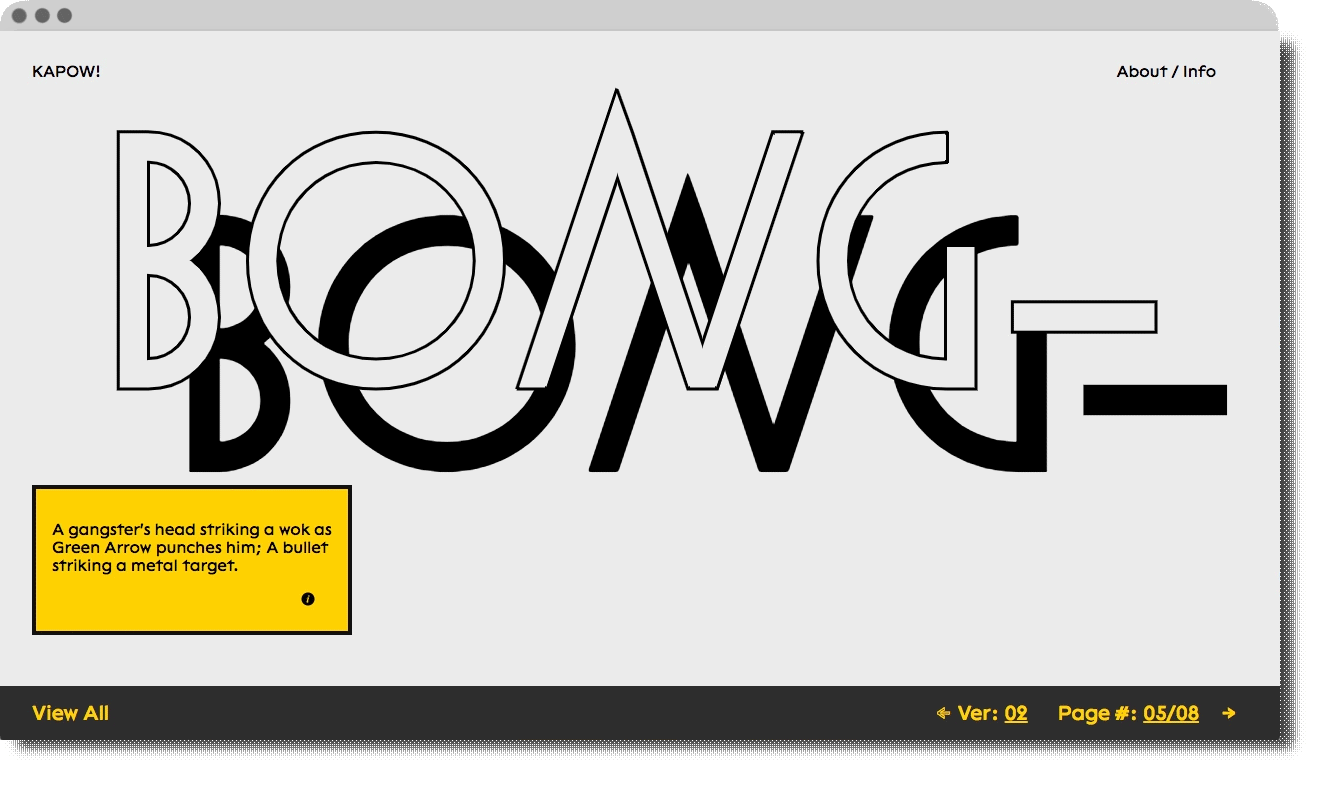 KAPOW!
About / Info
BONG-
A gangster's head striking a wok as
Green Arrow punches him; A bullet
striking a metal target.
i
View All
← Ver: 02 Page #: 05/08 →